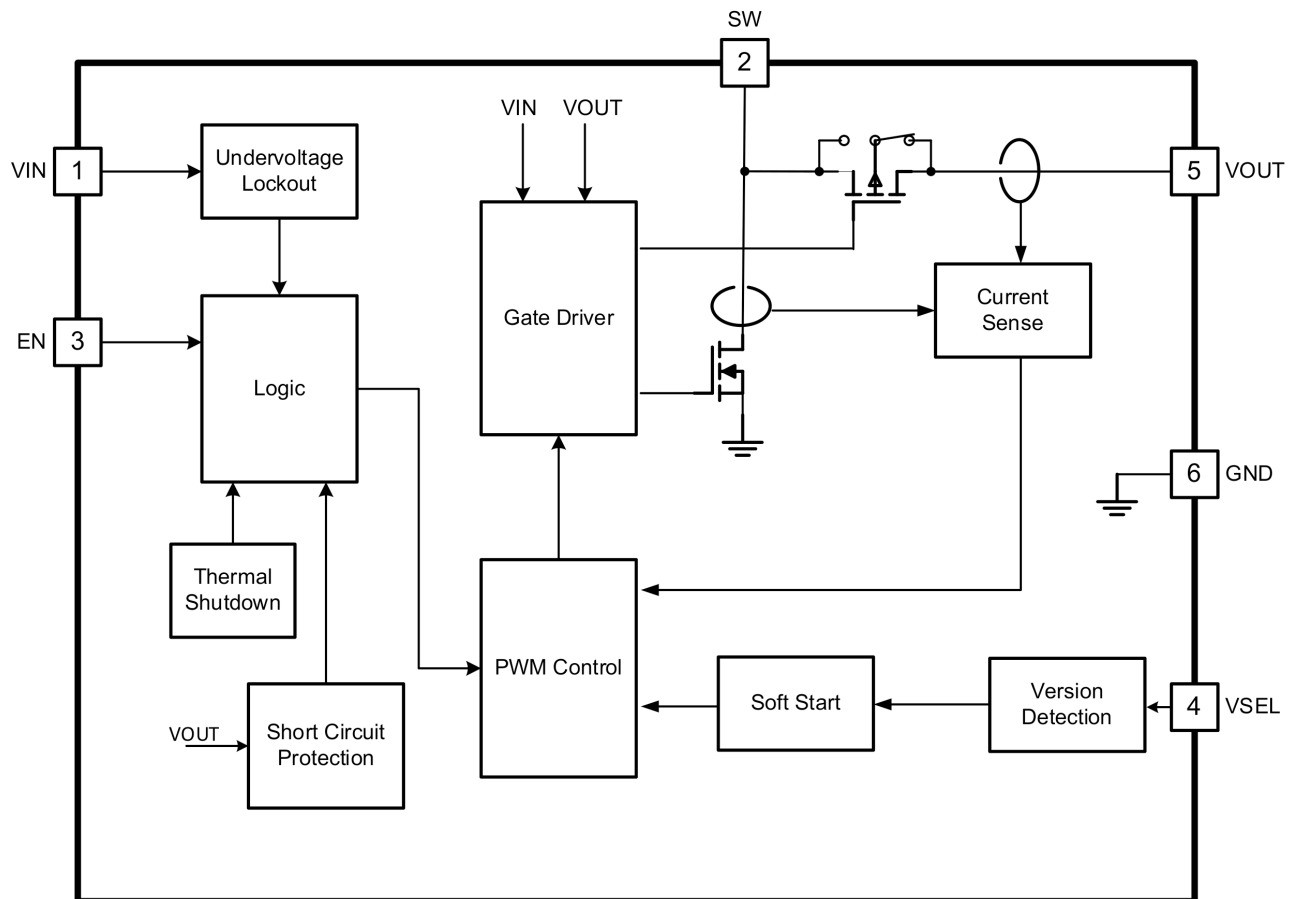 SW
2
VIN
VOUT
Undervoltage
Lockout
VIN
1
5
VOUT
Current
Sense
Gate Driver
EN
3
Logic
6
GND
Thermal
Shutdown
PWM Control
Soft Start
Version
Detection
4
VSEL
VOUT
Short Circuit
Protection